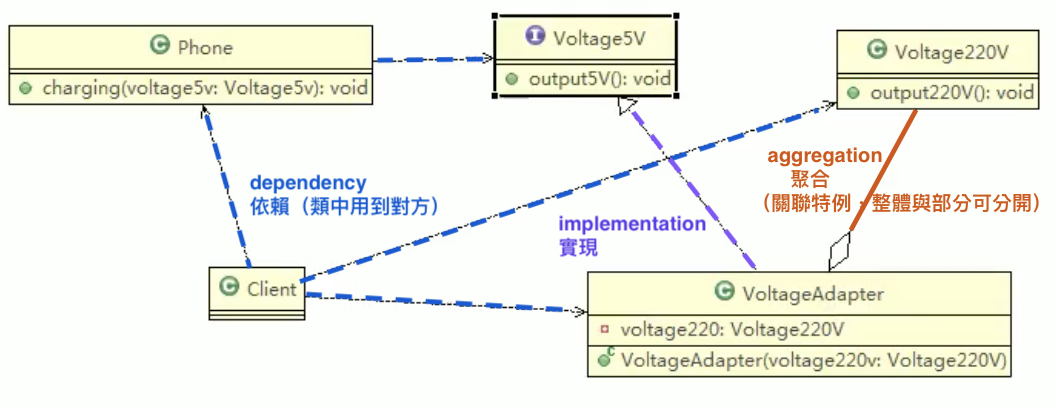 Phone
charging(voltage5v: Voltage5v): void
I Voltage5V
output5V(): void
C Voltage220V
output220V(): void
dependency
依賴（類中用到對方）
implementation
實現
aggregation
聚合
（關聯特例，整體與部分可分開）
C Client
C VoltageAdapter
voltage220: Voltage220V
C VoltageAdapter(voltage220v: Voltage220V)